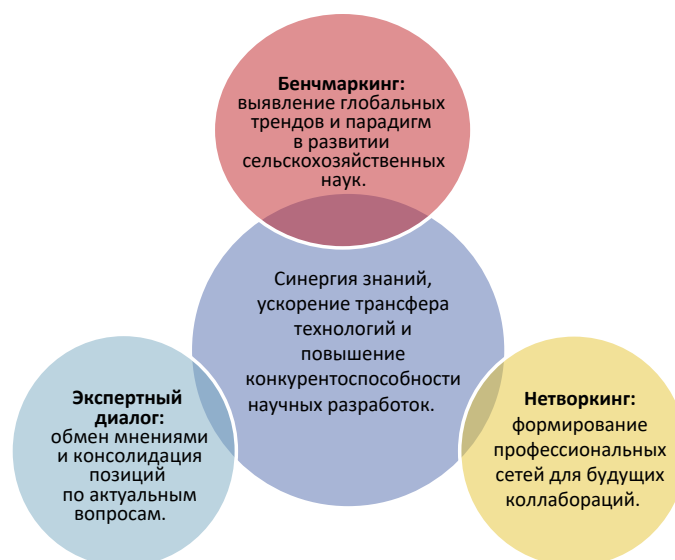 Бенчмаркинг:
выявление глобальных
трендов и парадигм
в развитии
сельскохозяйственных
наук.
Синергия знаний,
ускорение трансфера
технологий и
повышение
конкурентоспособности
научных разработок.
Экспертный
диалог:
обмен мнениями
и консолидация
позиций
по актуальным
вопросам.
Нетворкинг:
формирование
профессиональных
сетей для будущих
коллабораций.